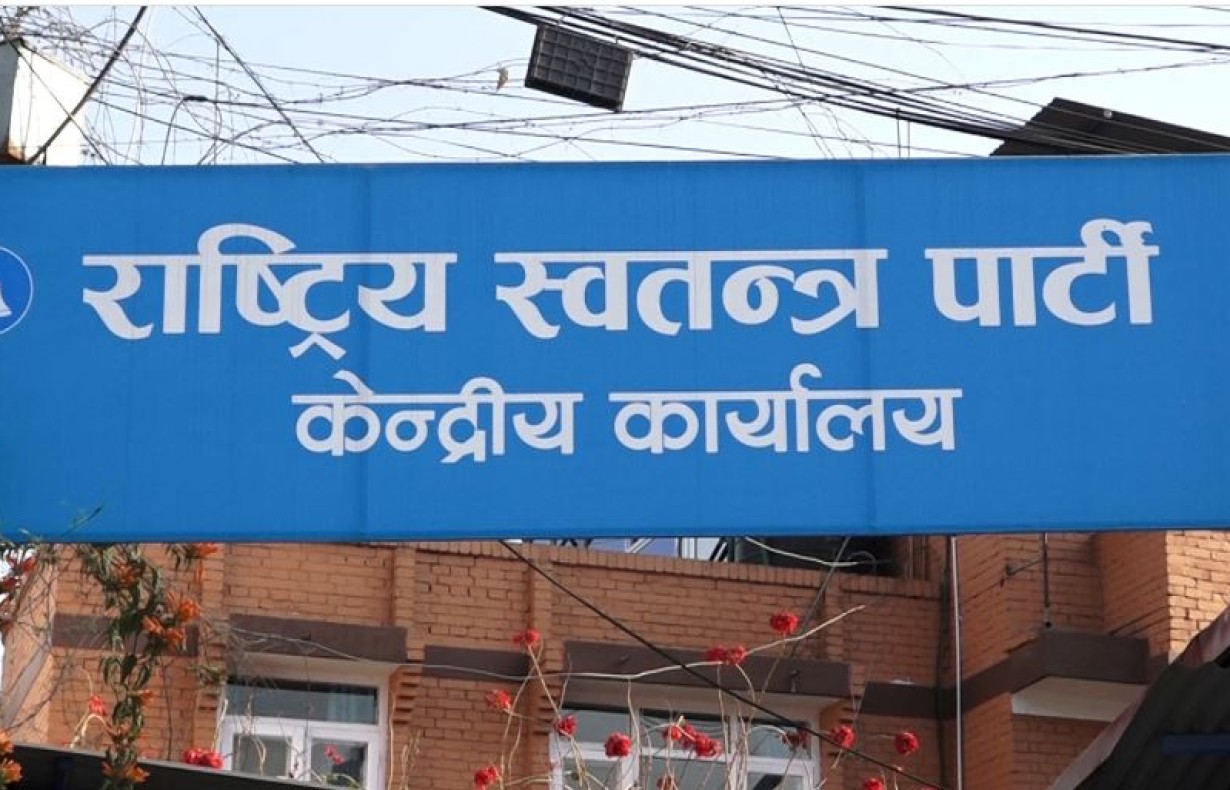 राष्ट्रिय स्वतन्त्र पार्टी
केन्द्रीय कार्यालय